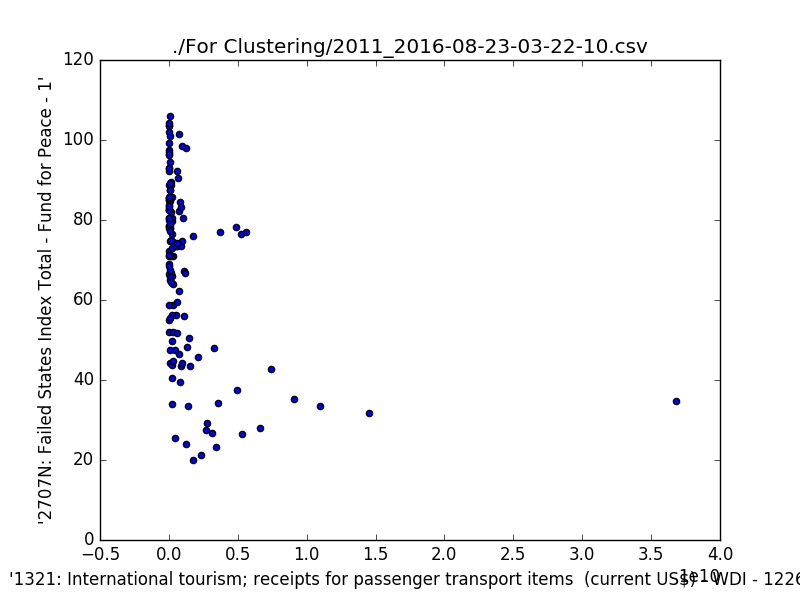 ./For Clustering/2011_2016-08-23-03-22-10.csv
'2707N: Failed States Index Total - Fund for Peace - 1'
120
100
80
60
40
20
0
−0.5 0.0 0.5 1.0 1.5 2.0 2.5 3.0 3.5 4.0
1e10
'1321: International tourism; receipts for passenger transport items (current US$) - WDI - 1226